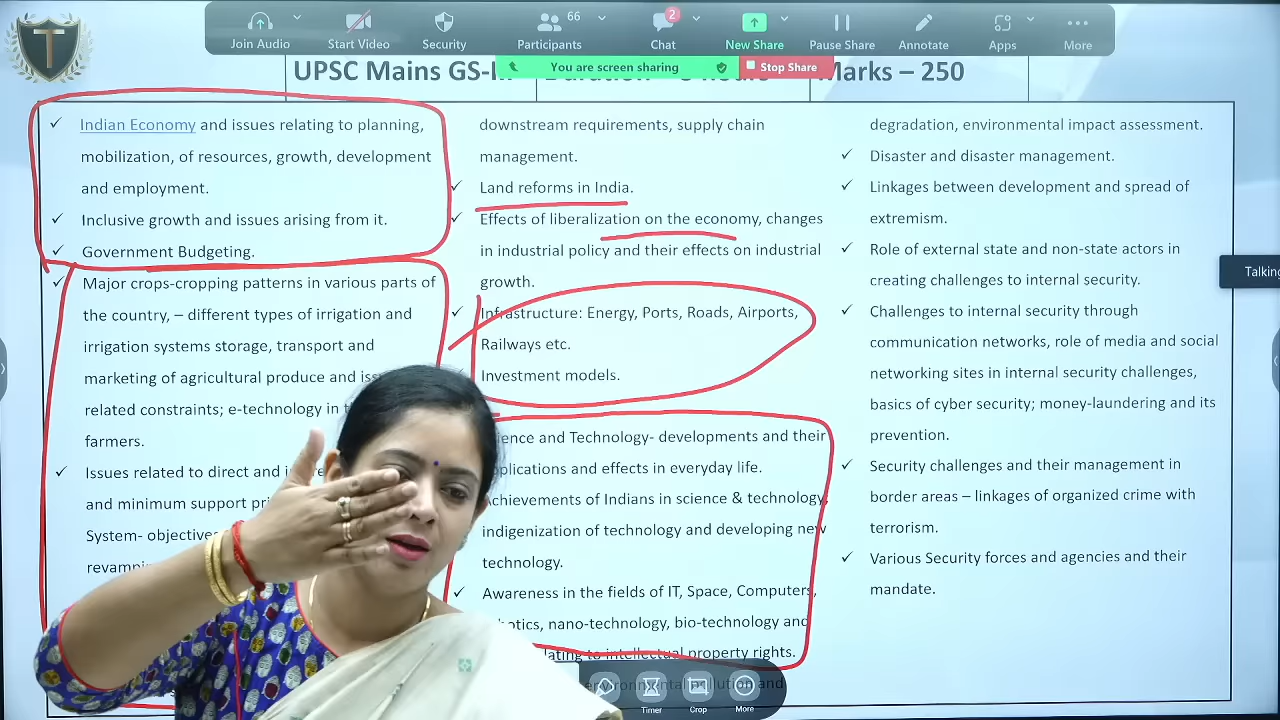 T
66
2
Join Audio
Start Video
Security
Participants
Chat
New Share
Pause Share
Annotate
Apps
More
You are screen sharing
Stop Share
UPSC Mains GS-I
Marks – 250
Indian Economy and issues relating to planning,
mobilization, of resources, growth, development
and employment.
Inclusive growth and issues arising from it.
Government Budgeting.
Major crops-cropping patterns in various parts of
the country, – different types of irrigation and
irrigation systems storage, transport and
marketing of agricultural produce and
related constraints; e-technology in
farmers.
Issues related to direct and
and minimum support
System- objectives
downstream requirements, supply chain
management.
Land reforms in India.
Effects of liberalization on the economy, changes
in industrial policy and their effects on industrial
growth.
Infrastructure: Energy, Ports, Roads, Airports,
Railways etc.
Investment models.
Science and Technology- developments and their
applications and effects in everyday life.
Achievements of Indians in science & technology,
indigenization of technology and developing new
technology.
Awareness in the fields of IT, Space, Computers,
nano-technology, bio-technology and
intellectual property rights.
environmental pollution and
degradation, environmental impact assessment.
Disaster and disaster management.
Linkages between development and spread of
extremism.
Role of external state and non-state actors in
creating challenges to internal security.
Challenges to internal security through
communication networks, role of media and social
networking sites in internal security challenges,
basics of cyber security; money-laundering and its
prevention.
Security challenges and their management in
border areas – linkages of organized crime with
terrorism.
Various Security forces and agencies and their
mandate.
Talking
Timer
Crop
More